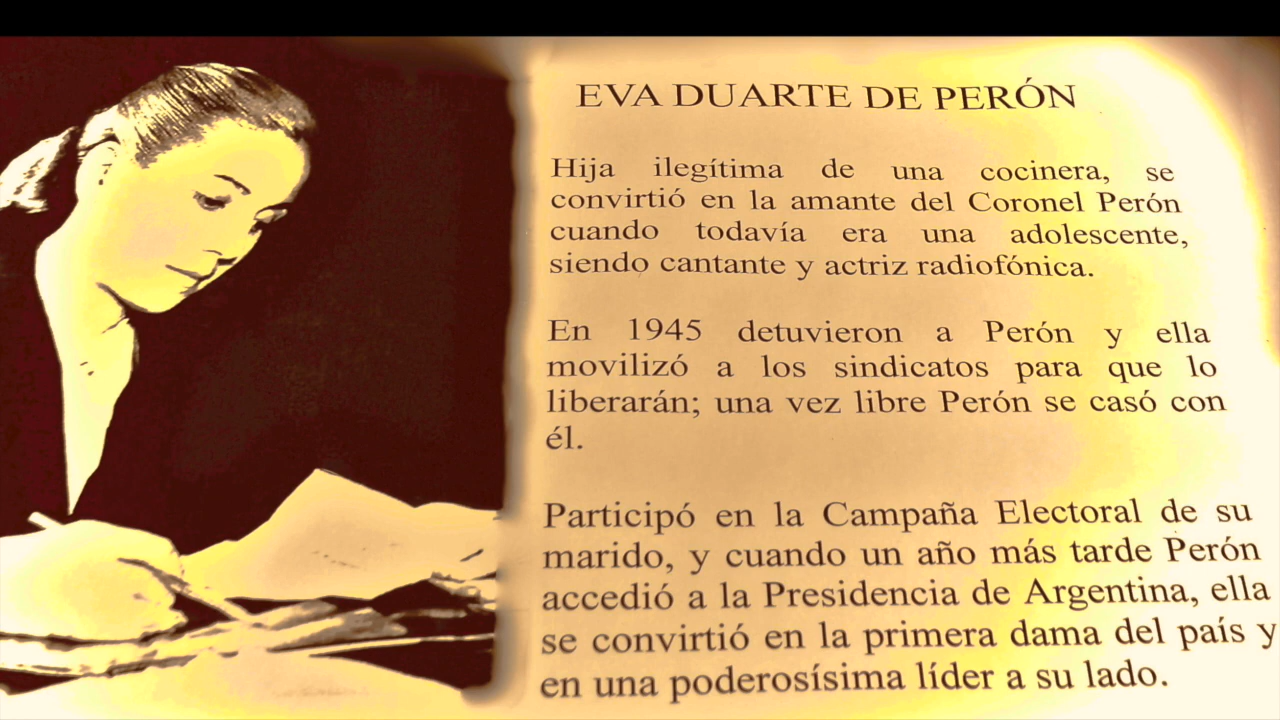 EVA DUARTE DE PERÓN
Hija ilegítima de una cocinera, se
convirtió en la amante del Coronel Perón
cuando todavía era una adolescente,
siendo cantante y actriz radiofónica.
En 1945 detuvieron a Perón y ella
movilizó a los sindicatos para que lo
liberarán; una vez libre Perón se casó con
él.
Participó en la Campaña Electoral de su
marido, y cuando un año más tarde Perón
accedió a la Presidencia de Argentina, ella
se convirtió en la primera dama del país y
en una poderosísima líder a su lado.